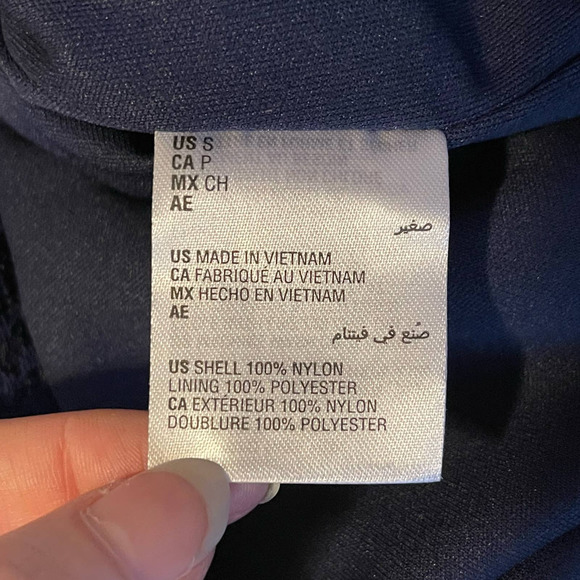 US S
CA P
MX CH
AE
صغير
US MADE IN VIETNAM
CA FABRIQUÉ AU VIETNAM
MX HECHO EN VIETNAM
AE
صُنع في فيتنام
US SHELL 100% NYLON
LINING 100% POLYESTER
CA EXTÉRIEUR 100% NYLON
DOUBLURE 100% POLYESTER